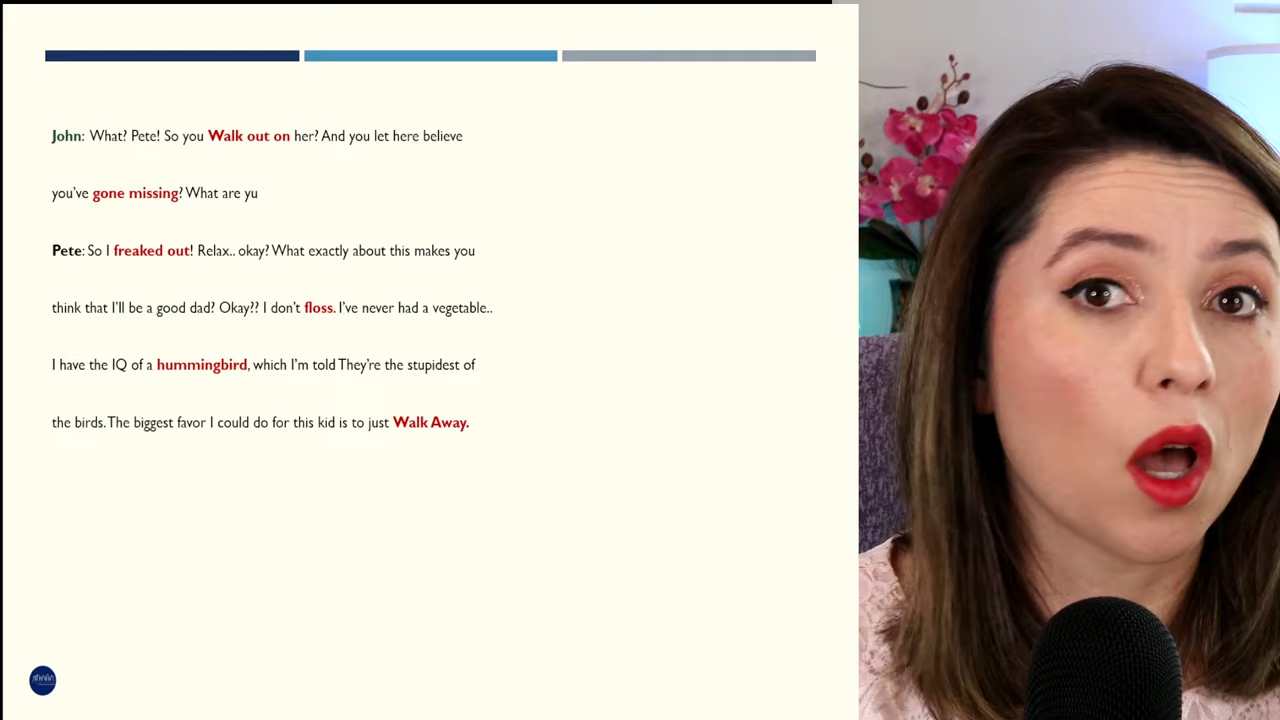 John: What? Pete! So you Walk out on her? And you let here believe
you've gone missing? What are yu
Pete: So I freaked out! Relax.. okay? What exactly about this makes you
think that I'll be a good dad? Okay?? I don't floss. I've never had a vegetable..
I have the IQ of a hummingbird, which I'm told They're the stupidest of
the birds. The biggest favor I could do for this kid is to just Walk Away.